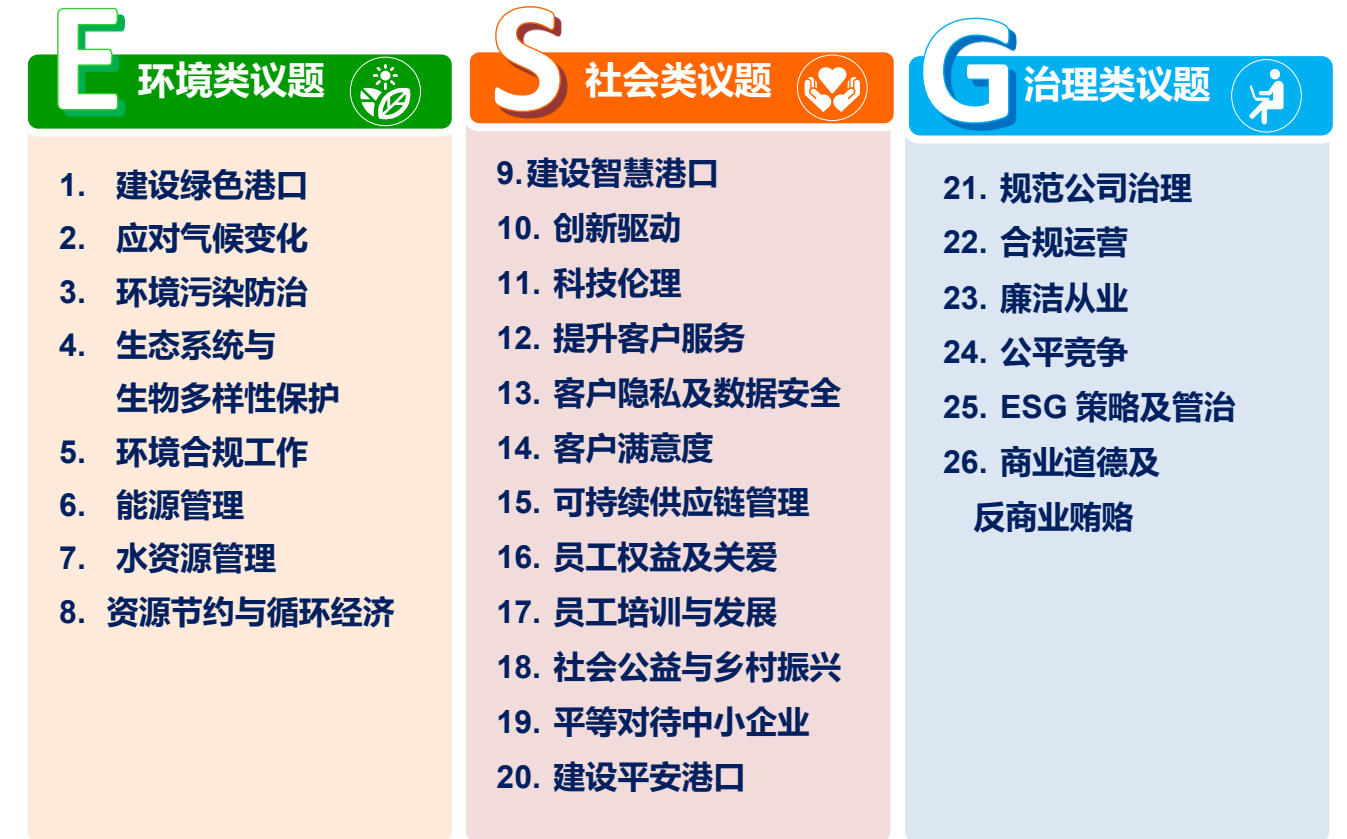 E 环境类议题
1. 建设绿色港口
2. 应对气候变化
3. 环境污染防治
4. 生态系统与
生物多样性保护
5. 环境合规工作
6. 能源管理
7. 水资源管理
8. 资源节约与循环经济
S 社会类议题
9.建设智慧港口
10. 创新驱动
11. 科技伦理
12. 提升客户服务
13. 客户隐私及数据安全
14. 客户满意度
15. 可持续供应链管理
16. 员工权益及关爱
17. 员工培训与发展
18. 社会公益与乡村振兴
19. 平等对待中小企业
20. 建设平安港口
G 治理类议题
21. 规范公司治理
22. 合规运营
23. 廉洁从业
24. 公平竞争
25. ESG 策略及管治
26. 商业道德及
反商业贿赂